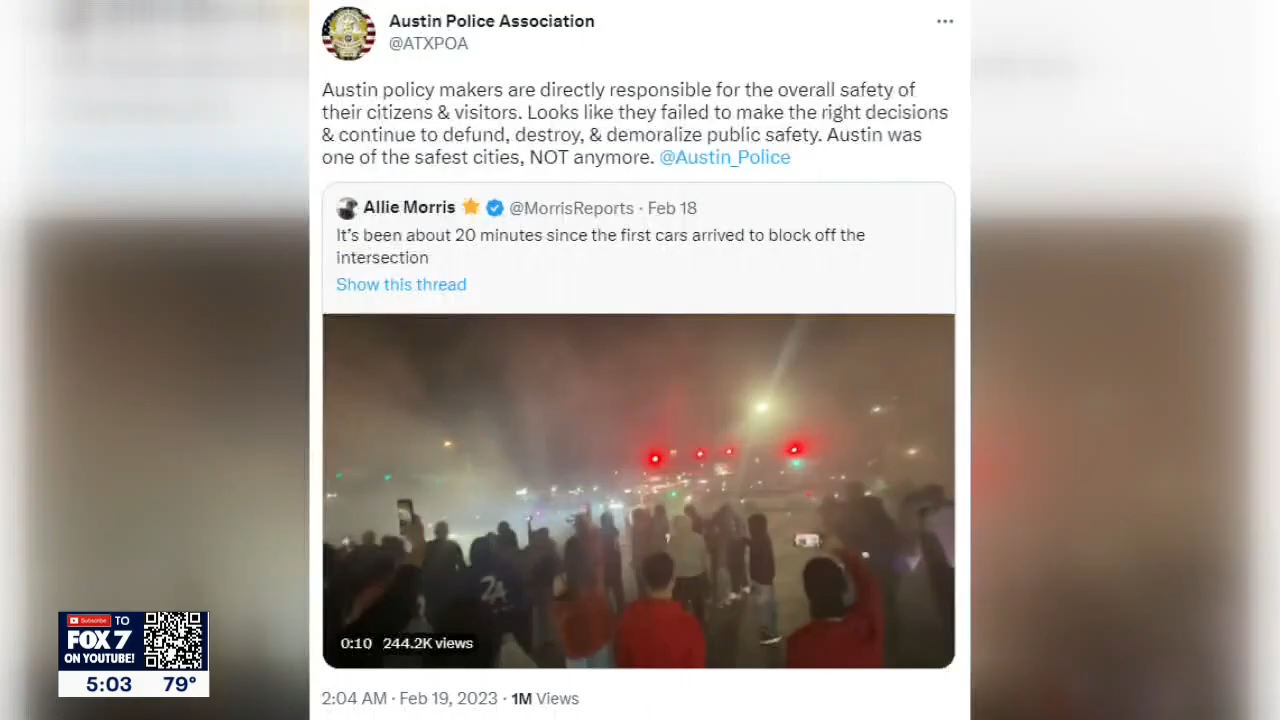 Austin Police Association
@ATXPOA
Austin policy makers are directly responsible for the overall safety of
their citizens & visitors. Looks like they failed to make the right decisions
& continue to defund, destroy, & demoralize public safety. Austin was
one of the safest cities, NOT anymore. @Austin_Police
Allie Morris @MorrisReports · Feb 18
It's been about 20 minutes since the first cars arrived to block off the
intersection
Show this thread
24
0:10 244.2K views
2:04 AM · Feb 19, 2023 · 1M Views
Subscribe TO
FOX 7
ON YOUTUBE!
5:03 79°